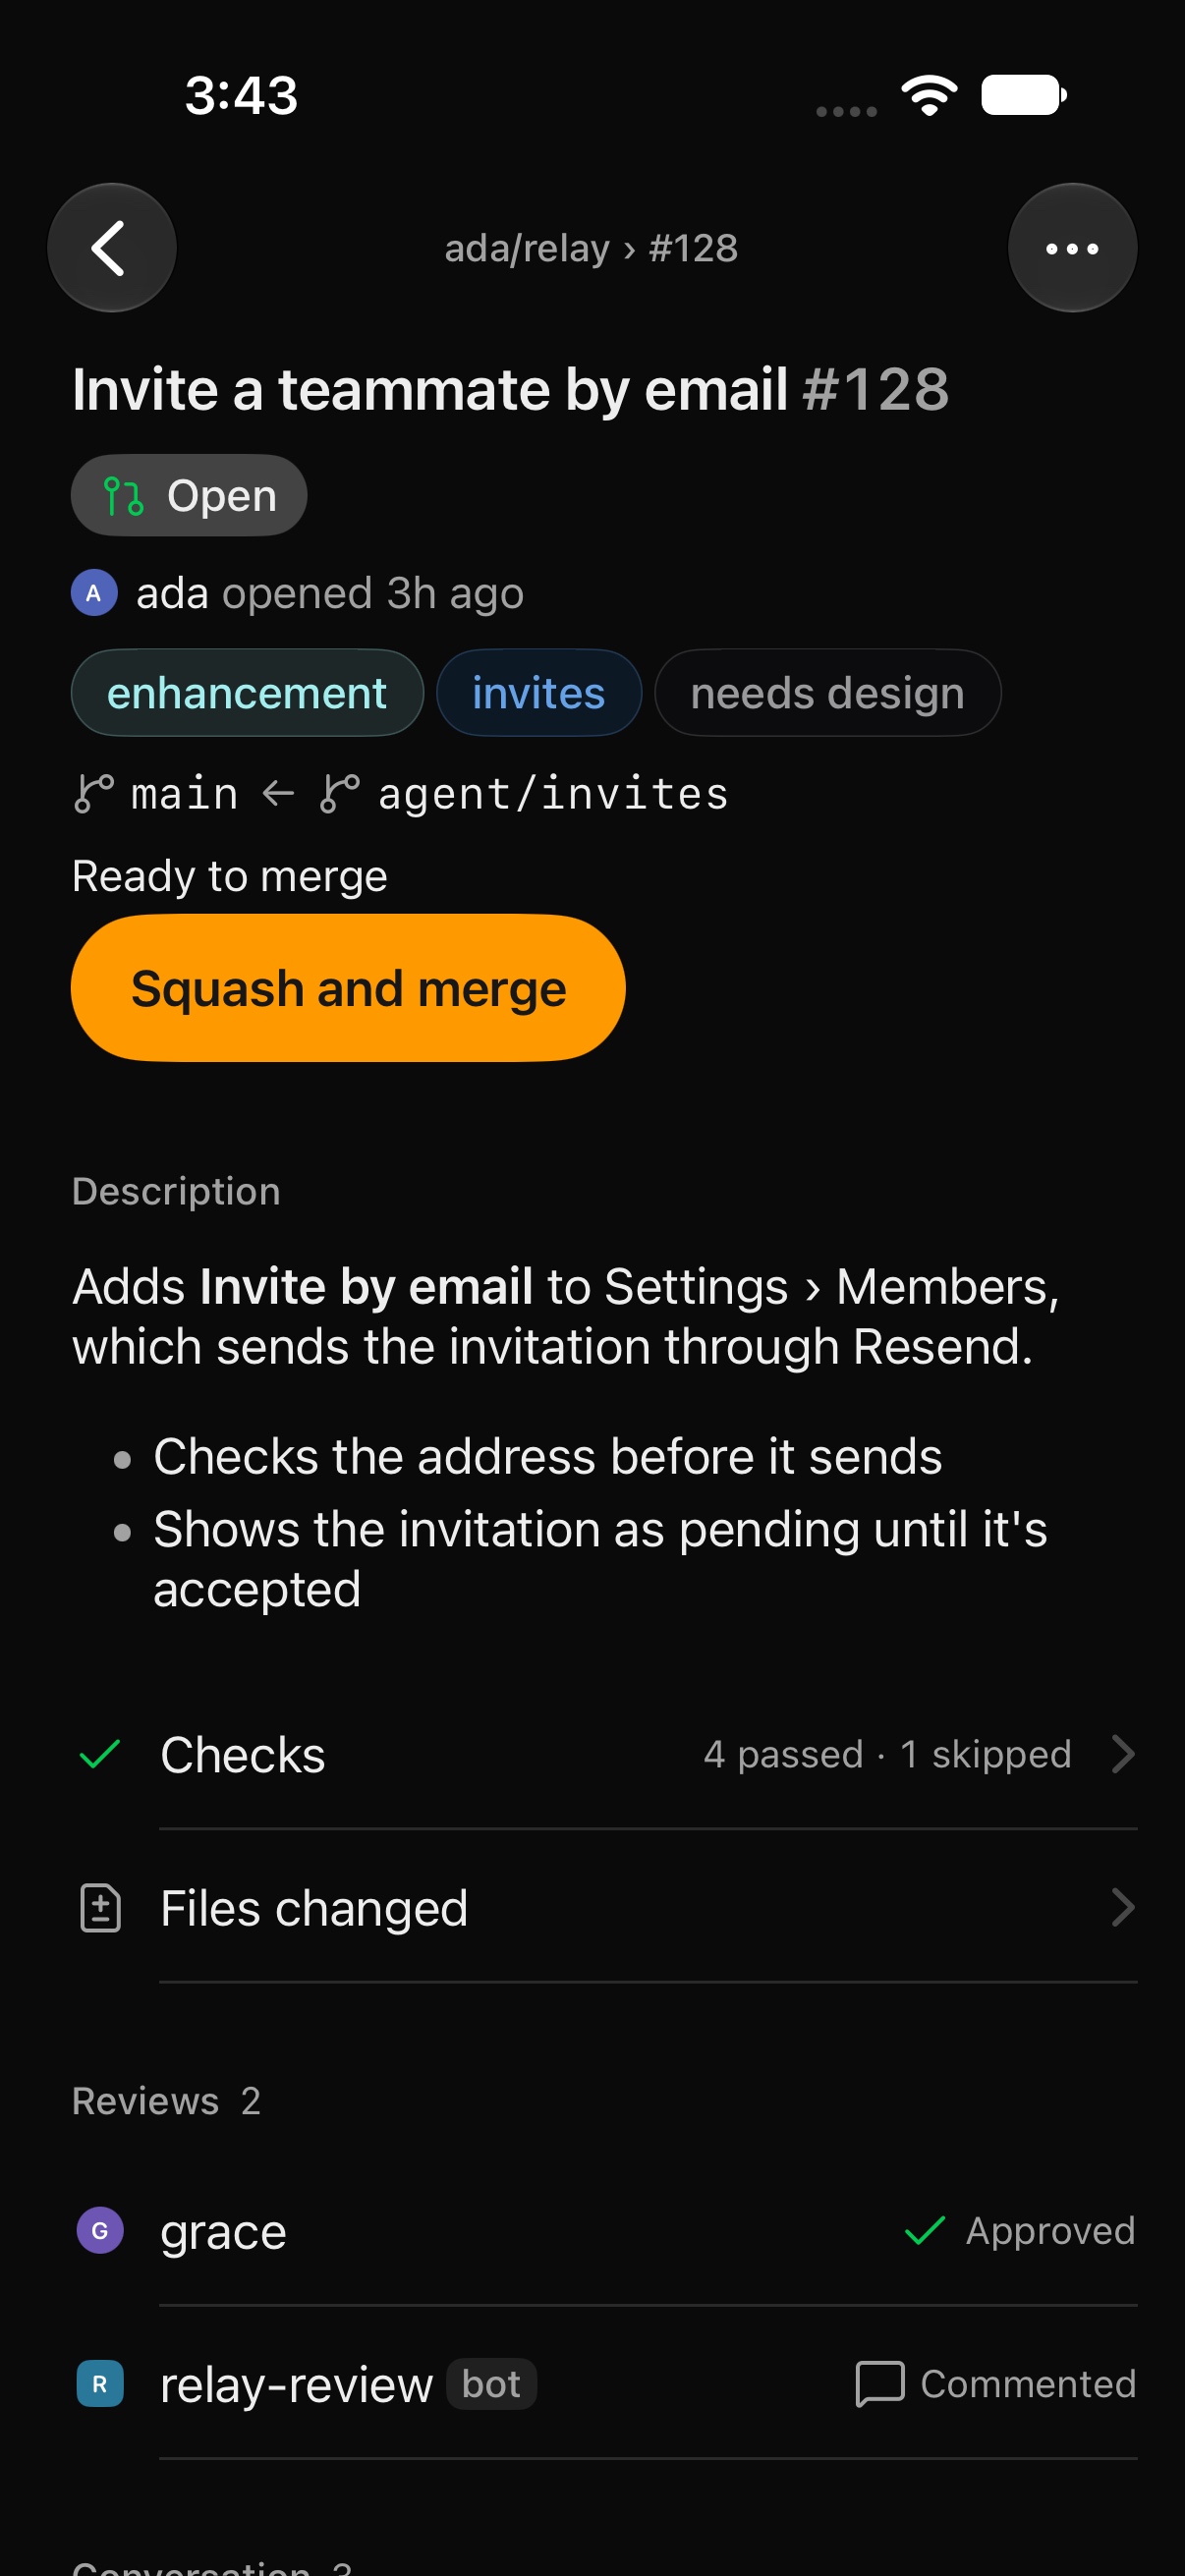 3:43
ada/relay › #128
Invite a teammate by email #128
Open
A ada opened 3h ago
enhancement invites needs design
main ← agent/invites
Ready to merge
Squash and merge
Description
Adds Invite by email to Settings › Members,
which sends the invitation through Resend.
• Checks the address before it sends
• Shows the invitation as pending until it's
accepted
Checks 4 passed · 1 skipped
Files changed
Reviews 2
G grace Approved
R relay-review bot Commented
Conversation 3